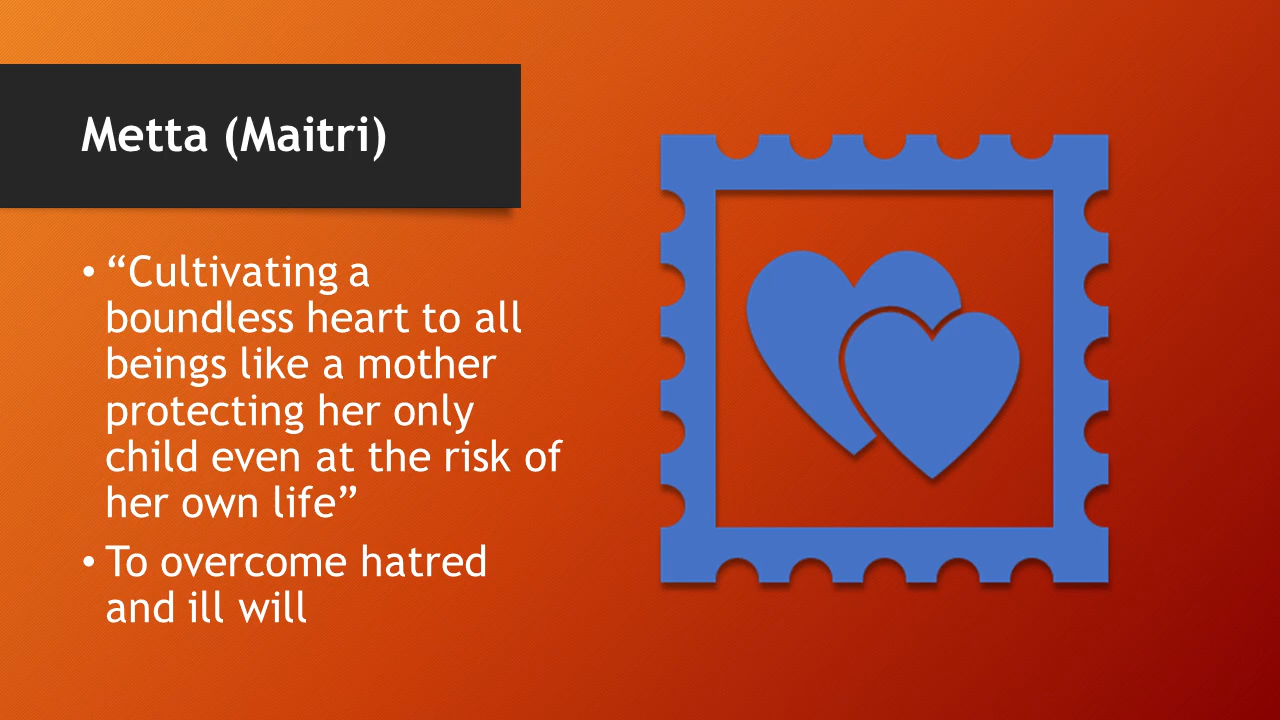 Metta (Maitri)
• “Cultivating a
boundless heart to all
beings like a mother
protecting her only
child even at the risk of
her own life”
• To overcome hatred
and ill will